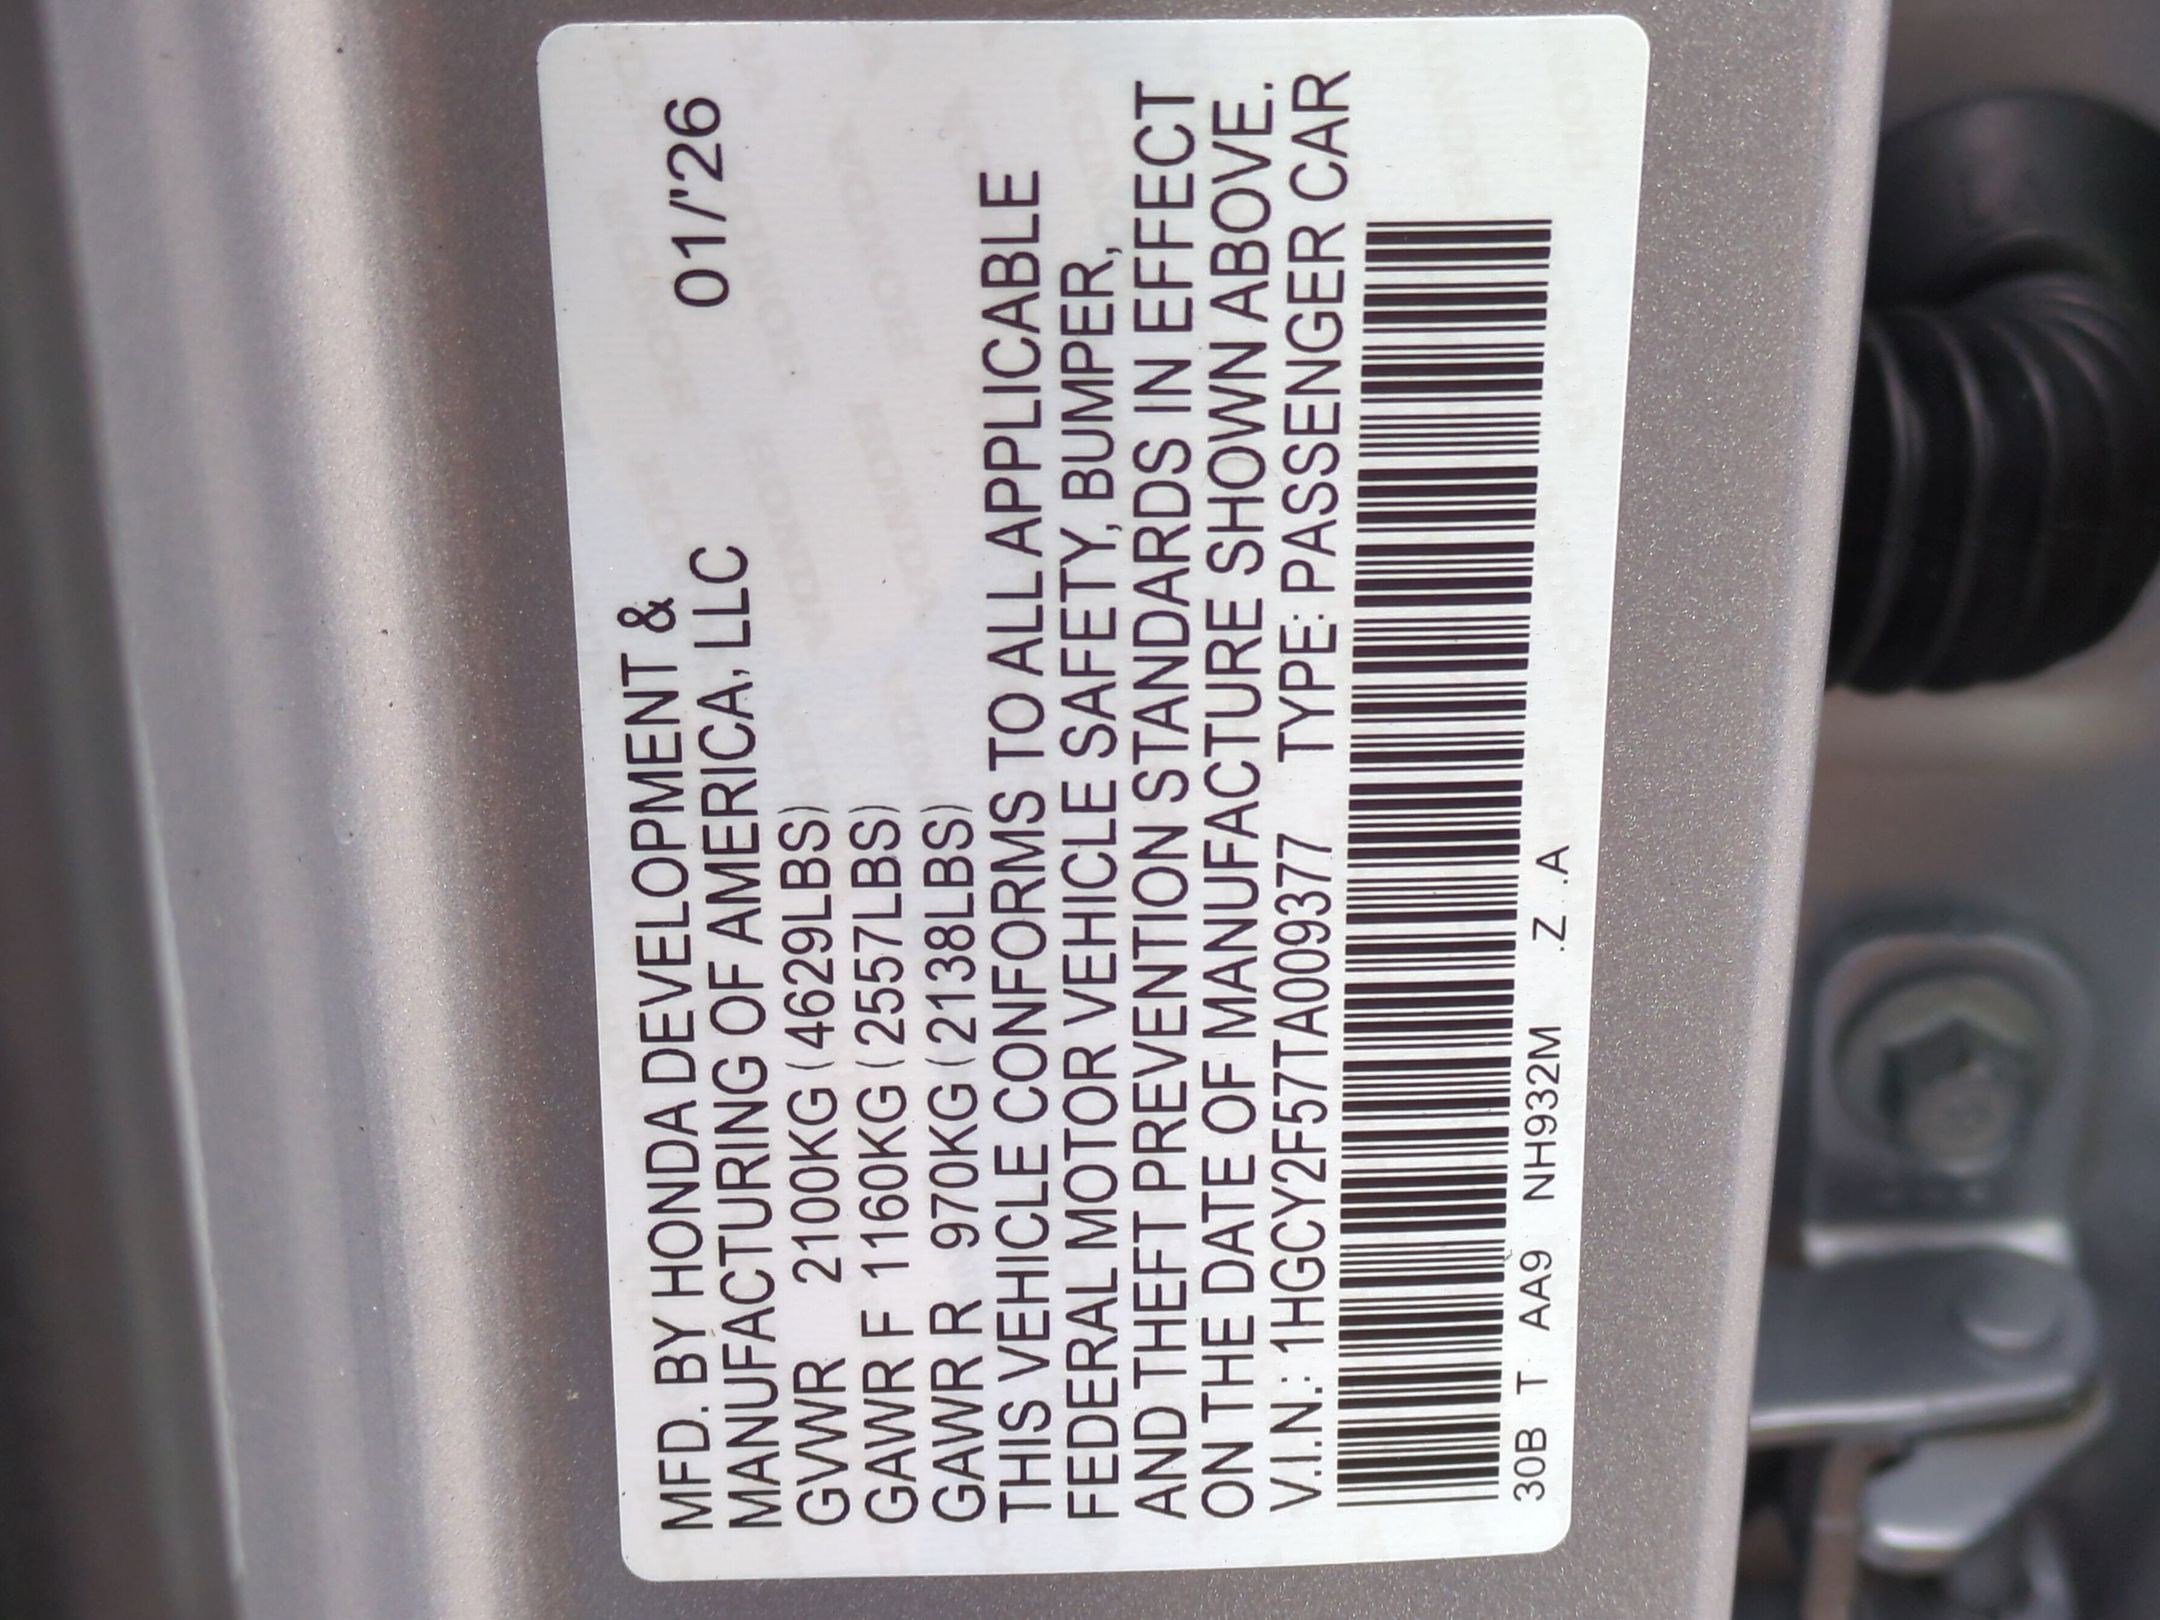 MFD. BY HONDA DEVELOPMENT &
MANUFACTURING OF AMERICA, LLC 01/'26
GVWR 2100KG (4629LBS)
GAWR F 1160KG (2557LBS)
GAWR R 970KG (2138LBS)
THIS VEHICLE CONFORMS TO ALL APPLICABLE
FEDERAL MOTOR VEHICLE SAFETY, BUMPER,
AND THEFT PREVENTION STANDARDS IN EFFECT
ON THE DATE OF MANUFACTURE SHOWN ABOVE.
V.I.N.: 1HGCY2F57TA009377 TYPE: PASSENGER CAR
30B T AA9 NH932M .Z .A